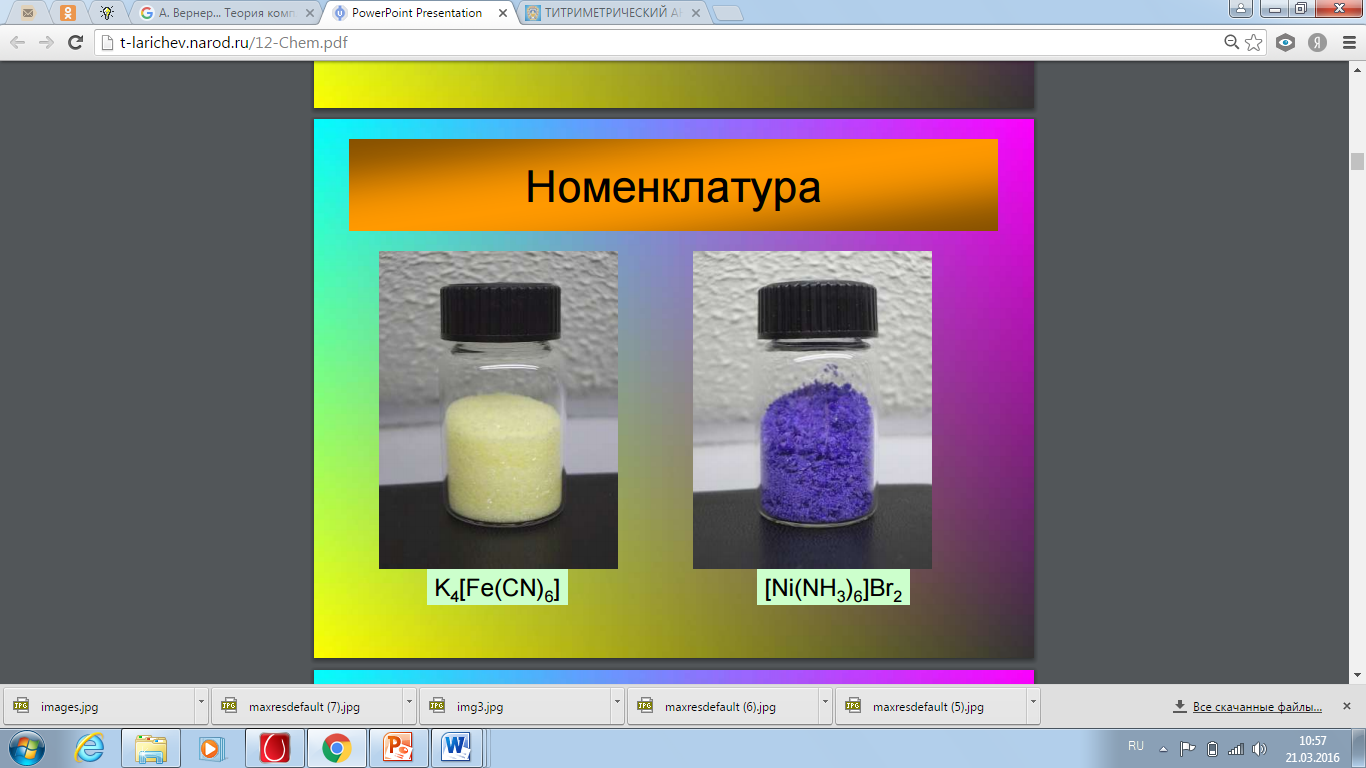 А. Вернер... Теория комп
PowerPoint Presentation
ТИТРИМЕТРИЧЕСКИЙ А
t-larichev.narod.ru/12-Chem.pdf
Номенклатура
K₄[Fe(CN)₆]
[Ni(NH₃)₆]Br₂
images.jpg
maxresdefault (7).jpg
img3.jpg
maxresdefault (6).jpg
maxresdefault (5).jpg
Все скачанные файлы...
RU
10:57
21.03.2016